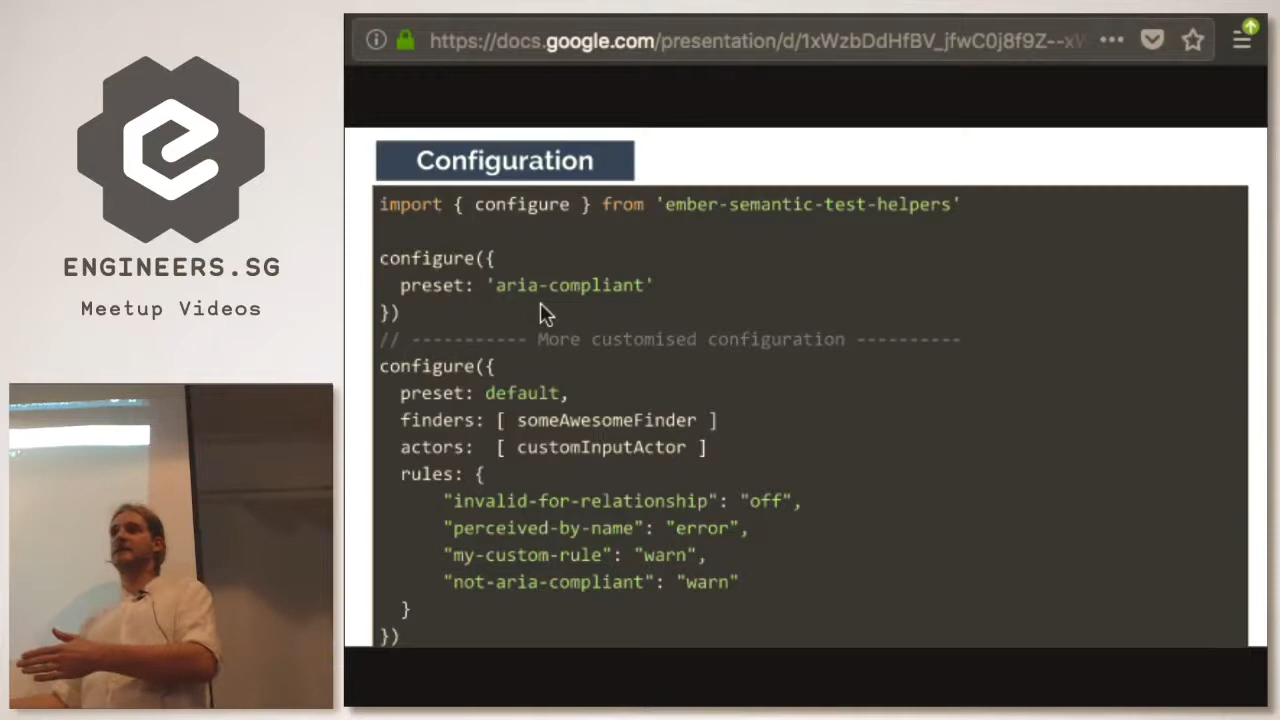 ENGINEERS.SG
Meetup Videos
https://docs.google.com/presentation/d/1xWzbDdHfBV_jfwC0j8f9Z--xW
Configuration
import { configure } from 'ember-semantic-test-helpers'
configure({
preset: 'aria-compliant'
})
// ----------- More customised configuration ----------
configure({
preset: default,
finders: [ someAwesomeFinder ]
actors: [ customInputActor ]
rules: {
"invalid-for-relationship": "off",
"perceived-by-name": "error",
"my-custom-rule": "warn",
"not-aria-compliant": "warn"
}
})